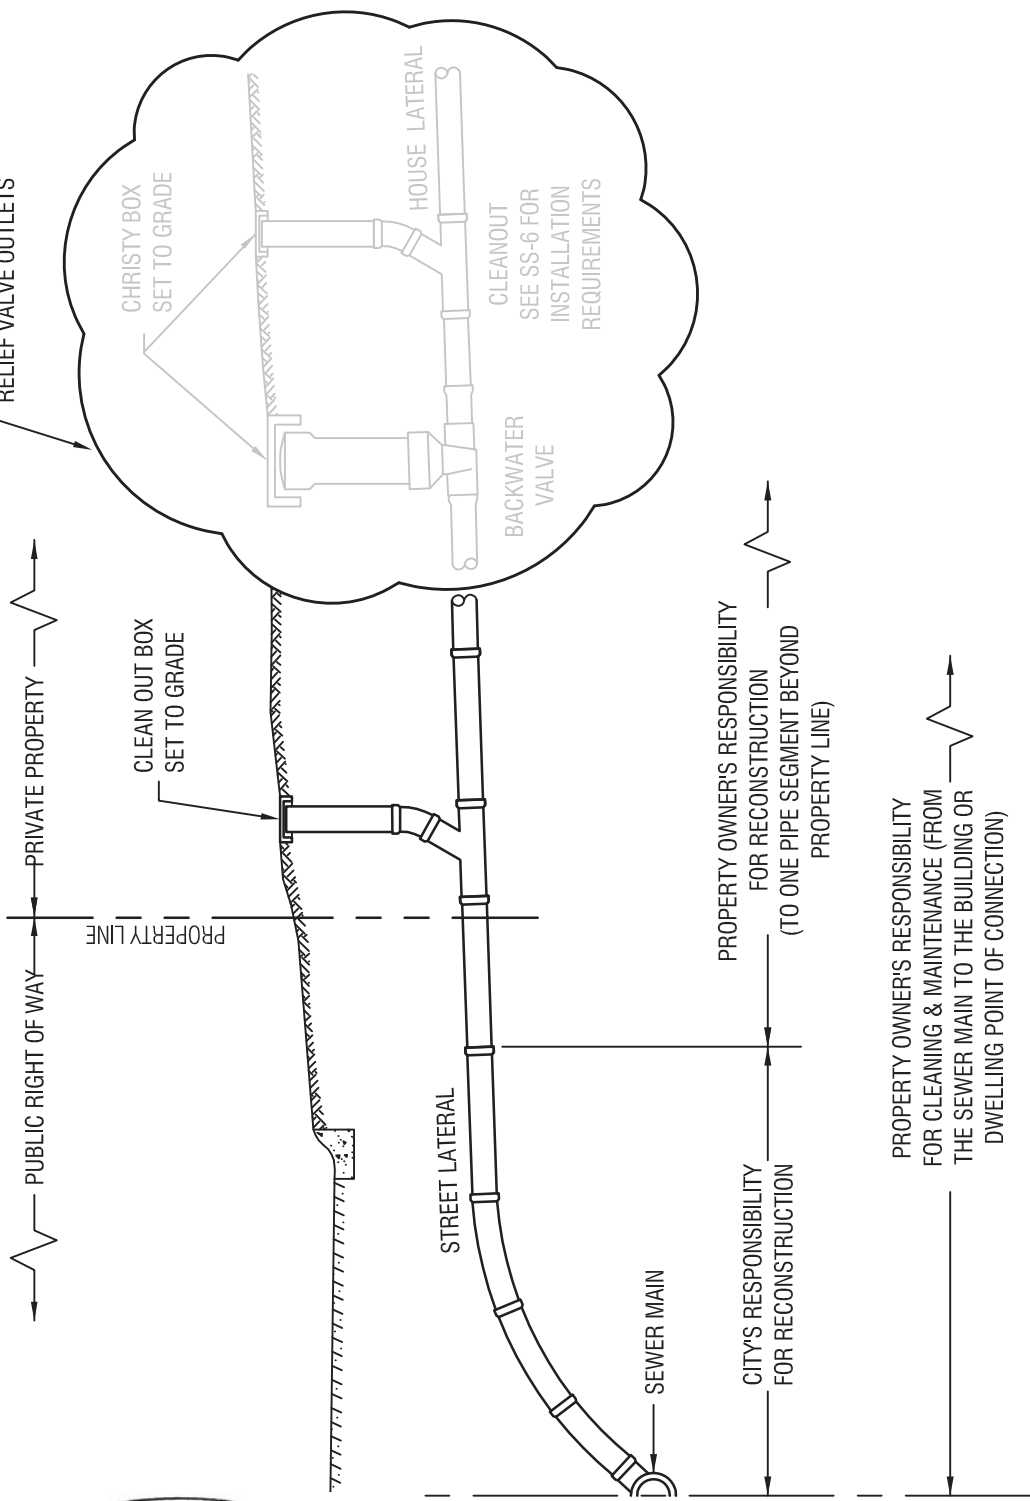 RELIEF VALVE OUTLETS
CHRISTY BOX
SET TO GRADE
HOUSE LATERAL
CLEANOUT
SEE SS-6 FOR
INSTALLATION
REQUIREMENTS
BACKWATER
VALVE
PRIVATE PROPERTY
PUBLIC RIGHT OF WAY
CLEAN OUT BOX
SET TO GRADE
PROPERTY LINE
STREET LATERAL
SEWER MAIN
CITY'S RESPONSIBILITY
FOR RECONSTRUCTION
PROPERTY OWNER'S RESPONSIBILITY
FOR RECONSTRUCTION
(TO ONE PIPE SEGMENT BEYOND
PROPERTY LINE)
PROPERTY OWNER'S RESPONSIBILITY
FOR CLEANING & MAINTENANCE (FROM
THE SEWER MAIN TO THE BUILDING OR
DWELLING POINT OF CONNECTION)